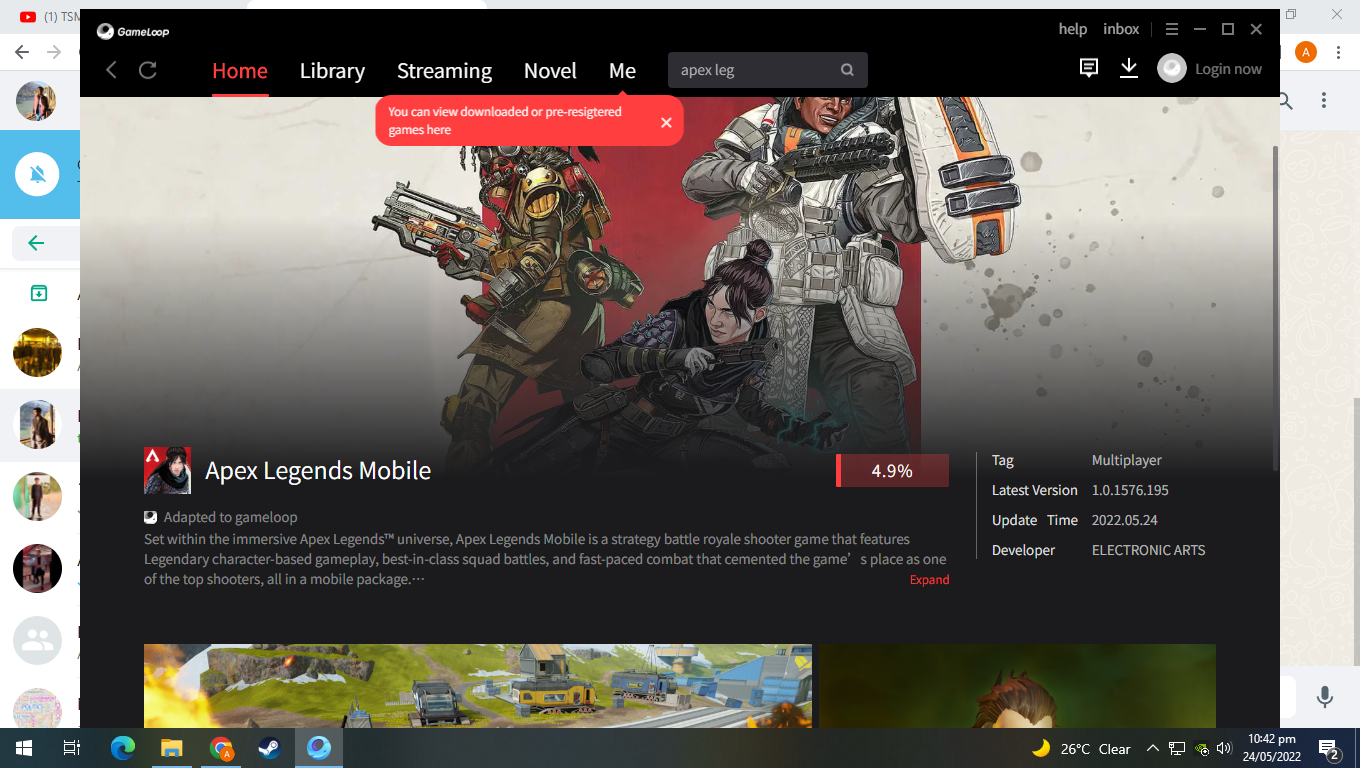 (1) TSM
GameLoop
help inbox
Home Library Streaming Novel Me
apex leg
Login now
You can view downloaded or pre-resigtered
games here
Apex Legends Mobile
4.9%
Adapted to gameloop
Set within the immersive Apex Legends™ universe, Apex Legends Mobile is a strategy battle royale shooter game that features
Legendary character-based gameplay, best-in-class squad battles, and fast-paced combat that cemented the game’s place as one
of the top shooters, all in a mobile package.…
Expand
Tag Multiplayer
Latest Version 1.0.1576.195
Update Time 2022.05.24
Developer ELECTRONIC ARTS
A
26°C Clear
10:42 pm
24/05/2022
2